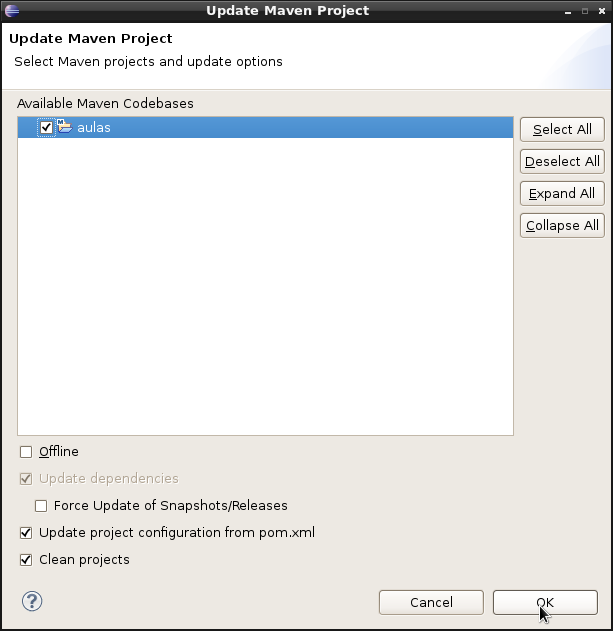 Update Maven Project
Update Maven Project
Select Maven projects and update options
Available Maven Codebases
aulas
Select All
Deselect All
Expand All
Collapse All
Offline
Update dependencies
Force Update of Snapshots/Releases
Update project configuration from pom.xml
Clean projects
?
Cancel
OK